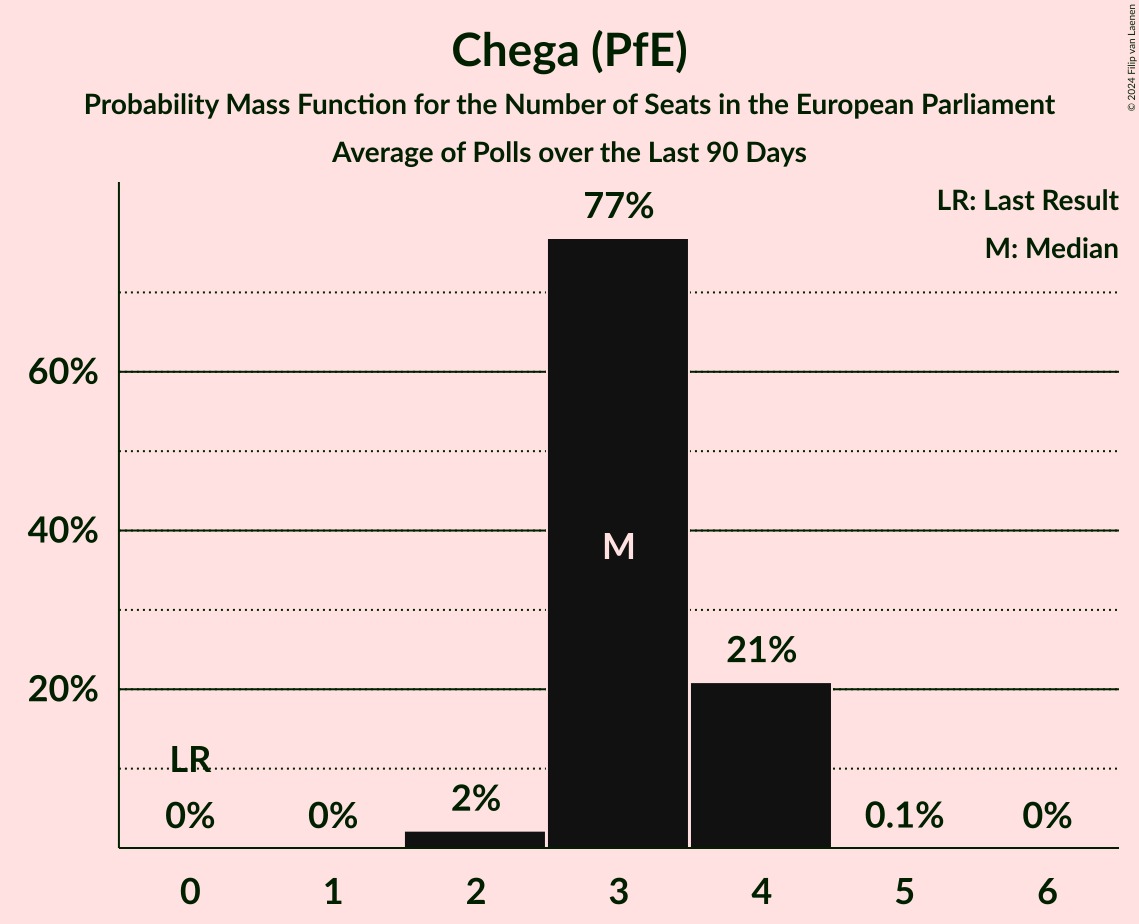 Chega (PfE)
Probability Mass Function for the Number of Seats in the European Parliament
Average of Polls over the Last 90 Days
© 2024 Filip van Laenen
LR: Last Result
M: Median
77%
60%
40%
M
21%
20%
LR
0%
0%
2%
0.1%
0%
0
1
2
3
4
5
6